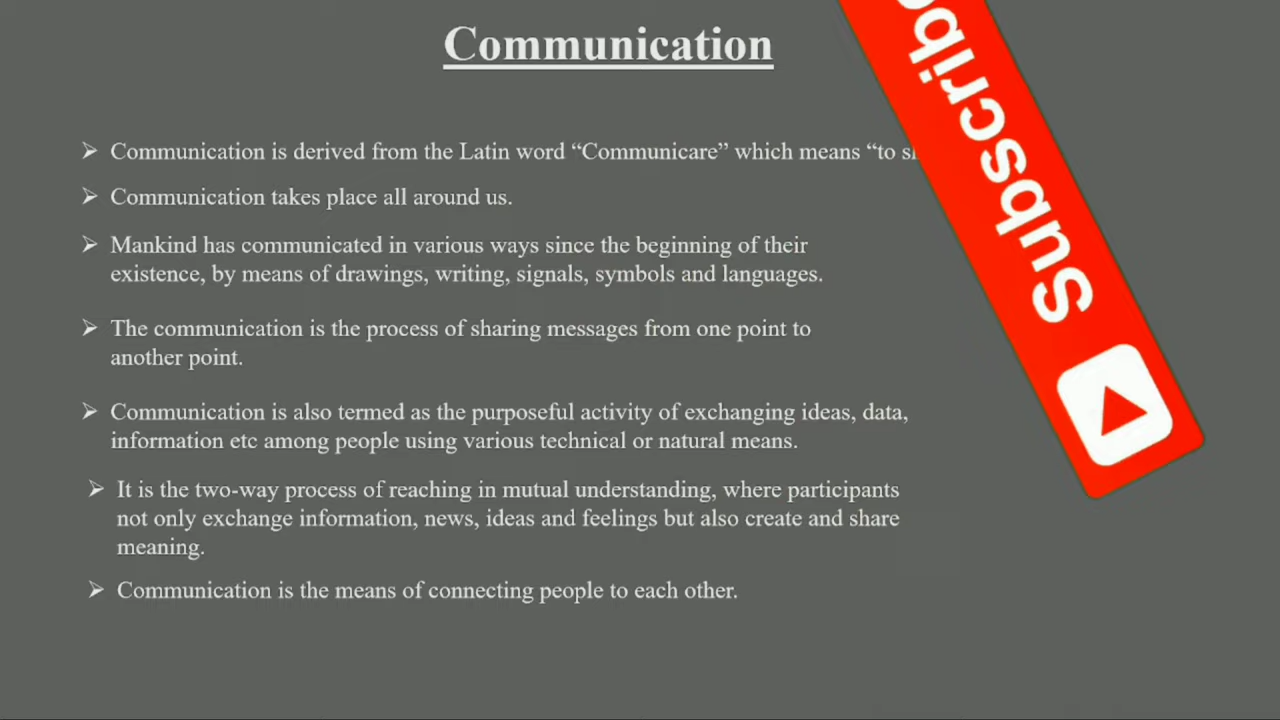 Communication
➢ Communication is derived from the Latin word “Communicare” which means “to
➢ Communication takes place all around us.
➢ Mankind has communicated in various ways since the beginning of their
existence, by means of drawings, writing, signals, symbols and languages.
➢ The communication is the process of sharing messages from one point to
another point.
➢ Communication is also termed as the purposeful activity of exchanging ideas, data,
information etc among people using various technical or natural means.
➢ It is the two-way process of reaching in mutual understanding, where participants
not only exchange information, news, ideas and feelings but also create and share
meaning.
➢ Communication is the means of connecting people to each other.
Subscribe